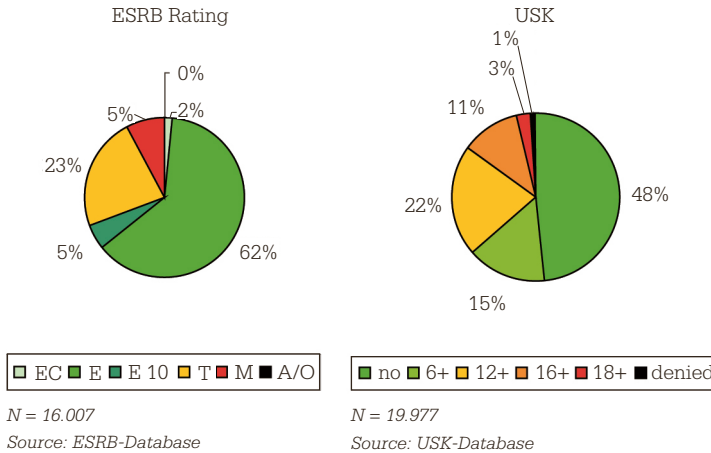 ESRB Rating
0%
2%
5%
23%
5%
62%
EC E E 10 T M A/O
N = 16.007
Source: ESRB-Database
USK
1%
3%
11%
22%
48%
15%
no 6+ 12+ 16+ 18+ denied
N = 19.977
Source: USK-Database